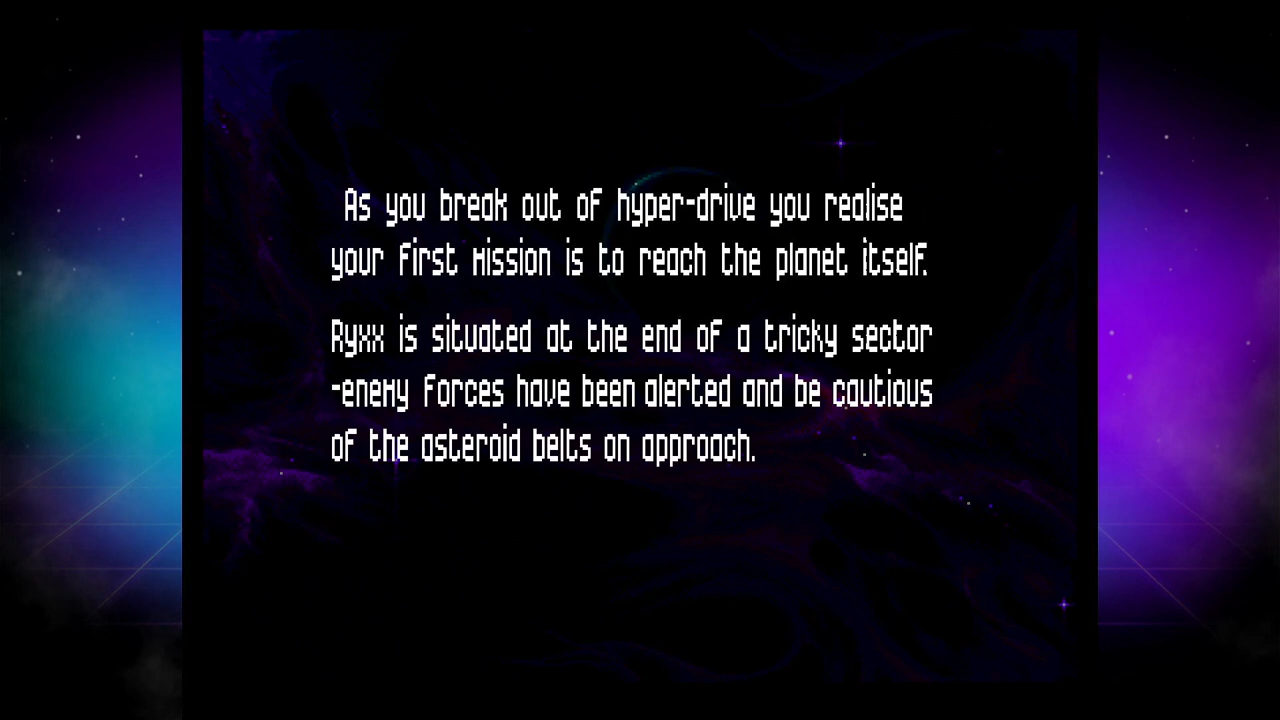 As you break out of hyper-drive you realise
your first mission is to reach the planet itself.
Ryxx is situated at the end of a tricky sector
-enemy forces have been alerted and be cautious
of the asteroid belts on approach.